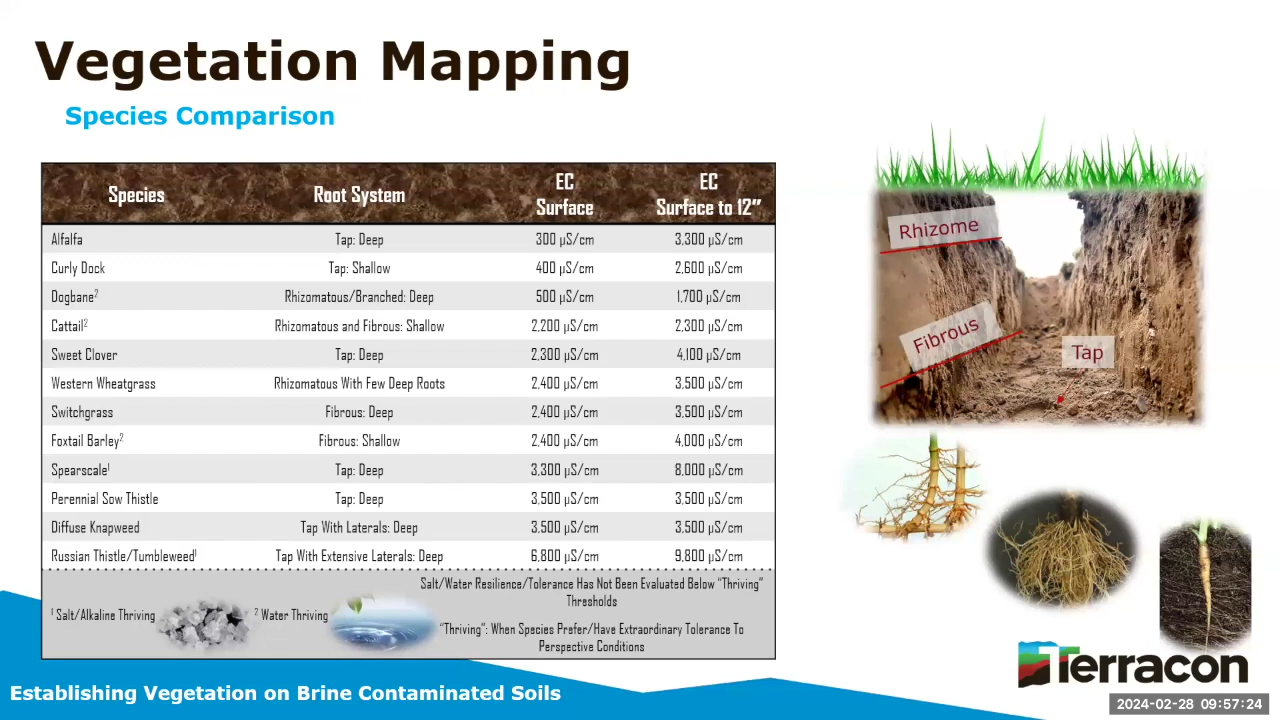 Vegetation Mapping
Species Comparison
Species Root System EC Surface EC Surface to 12”
Alfalfa Tap: Deep 300 µS/cm 3,300 µS/cm
Curly Dock Tap: Shallow 400 µS/cm 2,600 µS/cm
Dogbane² Rhizomatous/Branched: Deep 500 µS/cm 1,700 µS/cm
Cattail² Rhizomatous and Fibrous: Shallow 2,200 µS/cm 2,300 µS/cm
Sweet Clover Tap: Deep 2,300 µS/cm 4,100 µS/cm
Western Wheatgrass Rhizomatous With Few Deep Roots 2,400 µS/cm 3,500 µS/cm
Switchgrass Fibrous: Deep 2,400 µS/cm 3,500 µS/cm
Foxtail Barley² Fibrous: Shallow 2,400 µS/cm 4,000 µS/cm
Spearscale¹ Tap: Deep 3,300 µS/cm 8,000 µS/cm
Perennial Sow Thistle Tap: Deep 3,500 µS/cm 3,500 µS/cm
Diffuse Knapweed Tap With Laterals: Deep 3,500 µS/cm 3,500 µS/cm
Russian Thistle/Tumbleweed¹ Tap With Extensive Laterals: Deep 6,800 µS/cm 9,800 µS/cm
¹ Salt/Alkaline Thriving
² Water Thriving
Salt/Water Resilience/Tolerance Has Not Been Evaluated Below “Thriving”
Thresholds
“Thriving”: When Species Prefer/Have Extraordinary Tolerance To
Perspective Conditions
Rhizome
Fibrous
Tap
Terracon
Establishing Vegetation on Brine Contaminated Soils
2024-02-28 09:57:24